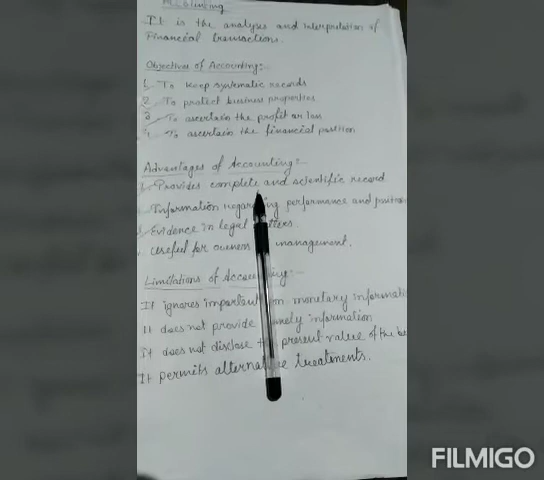 Accounting
It is the analyses and interpretation of
Financial transactions.
Objectives of Accounting:-
1. To keep systematic records
2. To protect business properties
3. To ascertain the profit or loss
4. To ascertain the financial position
Advantages of Accounting:-
Provides complete and scientific record
Information regarding performance and
Evidence in legal matters.
Useful for owners management.
Limitations of Accounting:-
It ignores important non monetary
It does not provide timely information
It does not disclose the present value of the
It permits alternative treatments.
FILMIGO